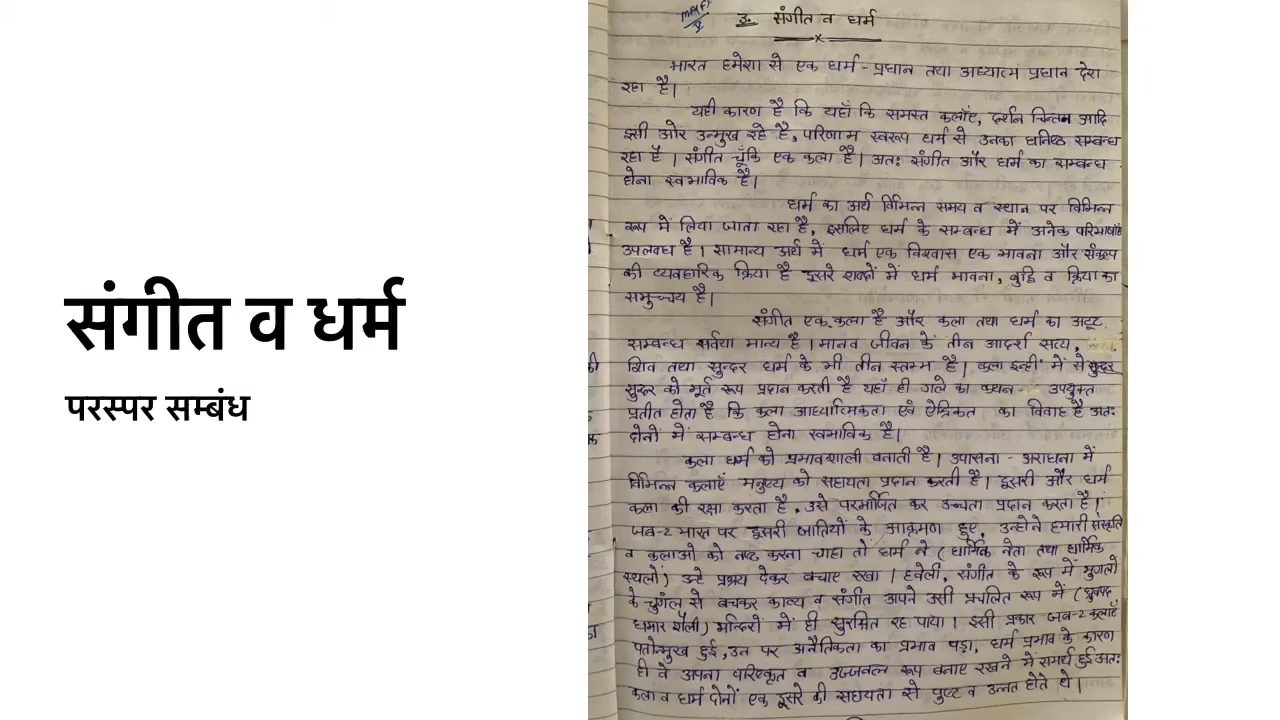 संगीत व धर्म
परस्पर सम्बंध
3. संगीत व धर्म
भारत हमेशा से एक धर्म - प्रधान तथा अध्यात्म प्रधान देश
रहा है।
यही कारण है कि यहाँ कि समस्त कलाएँ, दर्शन चिन्तन आदि
इसी ओर उन्मुख रहे है, परिणाम स्वरूप धर्म से उनका घनिष्ठ सम्बन्ध
रहा है। संगीत चूँकि एक कला है। अतः संगीत और धर्म का सम्बन्ध
होना स्वभाविक है।
धर्म का अर्थ विभिन्न समय व स्थान पर विभिन्न
रूप में लिया जाता रहा है, इसलिए धर्म के सम्बन्ध में अनेक परिभाषाएँ
उपलब्ध है। सामान्य अर्थ में धर्म एक विश्वास एक भावना और संकल्प
की व्यवहारिक क्रिया है दूसरे शब्दों में धर्म भावना, बुद्धि व क्रिया का
समुच्चय है।
संगीत एक कला है और कला तथा धर्म का अटूट
सम्बन्ध सर्वथा मान्य है। मानव जीवन के तीन आदर्श सत्य,
शिव तथा सुन्दर धर्म के भी तीन स्तम्भ है। कला इन्हीं में से सुन्दर
सुन्दर को मूर्त रूप प्रदान करती है यहाँ ही गले का कथन उपयुक्त
प्रतीत होता है कि कला आध्यात्मिकता एवं ऐन्द्रिकता का विवाह है अतः
दोनों में सम्बन्ध होना स्वभाविक है।
कला धर्म को प्रभावशाली बनाती है। उपासना - अराधना में
विभिन्न कलाएँ मनुष्य को सहायता प्रदान करती है। दूसरी और धर्म
कला की रक्षा करता है, उसे परमार्पित कर उच्चता प्रदान करता है।
जब-2 भारत पर दूसरी जातियों के आक्रमण हुए, उन्होंने हमारी संस्कृति
व कलाओ को नष्ट करना चाहा तो धर्म ने (धार्मिक नेता तथा धार्मिक
स्थलों) उन्हे प्रश्रय देकर बचाए रखा। हवेली, संगीत के रूप में मुगलों
के चुंगल से बचकर काव्य व संगीत अपने उसी प्रचलित रूप में (ध्रुवपद
धमार शैली) मन्दिरों में ही सुरक्षित रह पाया। इसी प्रकार जब-2 कलाएँ
पतोन्मुख हुई, उन पर अनैतिकता का प्रभाव पड़ा, धर्म प्रभाव के कारण
ही वे अपना परिष्कृत व उज्जवल रूप बनाए रखने में समर्थ हुई अतः
कला व धर्म दोनों एक दूसरे की सहायता से पुष्ट व उन्नत होते थे।